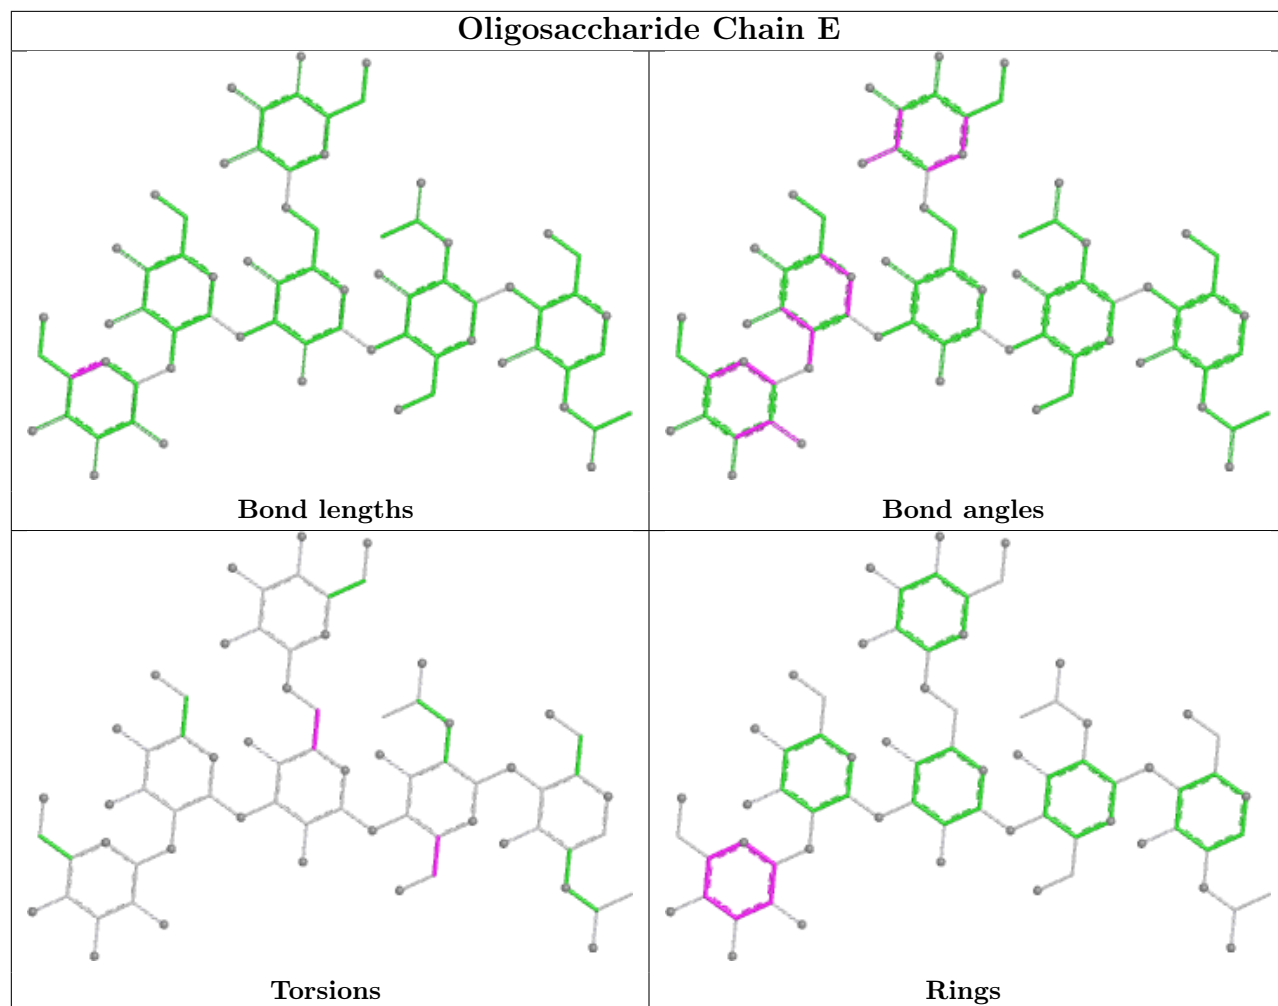 Oligosaccharide Chain E
Bond lengths
Bond angles
Torsions
Rings